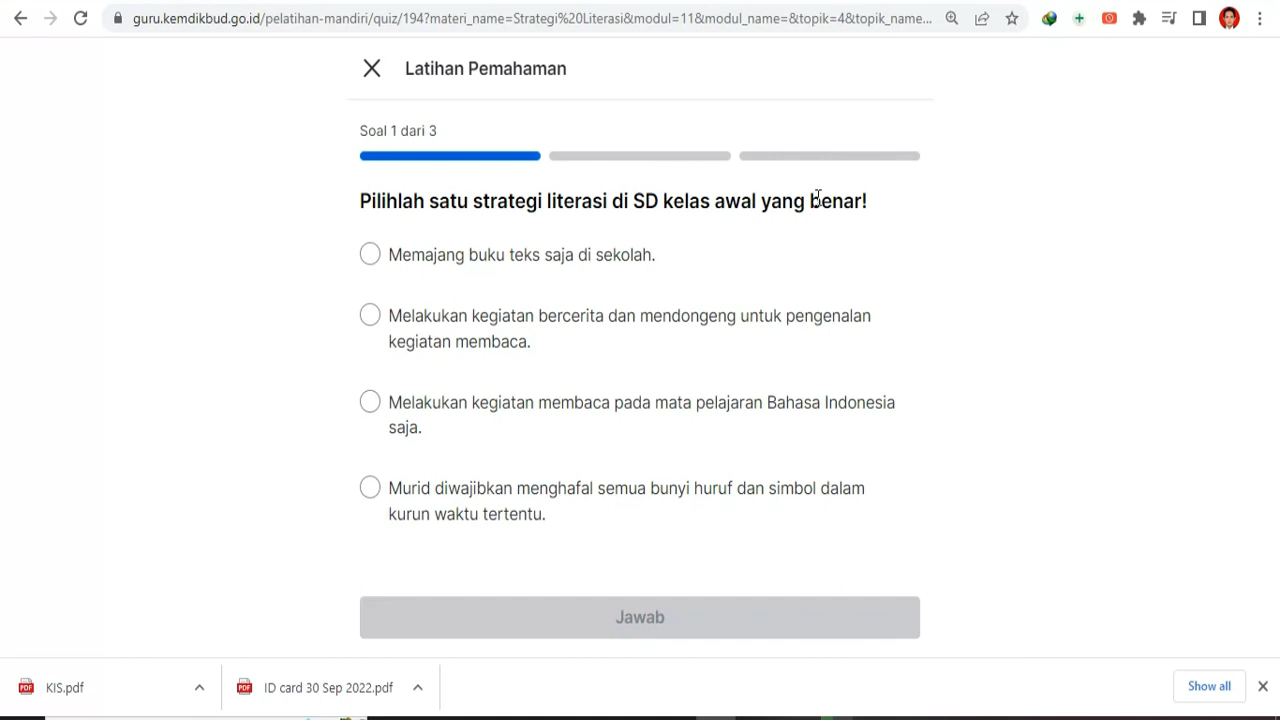 guru.kemdikbud.go.id/pelatihan-mandiri/quiz/194?materi_name=Strategi%20Literasi&modul=11&modul_name=&topik=4&topik_name...
Latihan Pemahaman
Soal 1 dari 3
Pilihlah satu strategi literasi di SD kelas awal yang benar!
Memajang buku teks saja di sekolah.
Melakukan kegiatan bercerita dan mendongeng untuk pengenalan
kegiatan membaca.
Melakukan kegiatan membaca pada mata pelajaran Bahasa Indonesia
saja.
Murid diwajibkan menghafal semua bunyi huruf dan simbol dalam
kurun waktu tertentu.
Jawab
PDF KIS.pdf
PDF ID card 30 Sep 2022.pdf
Show all